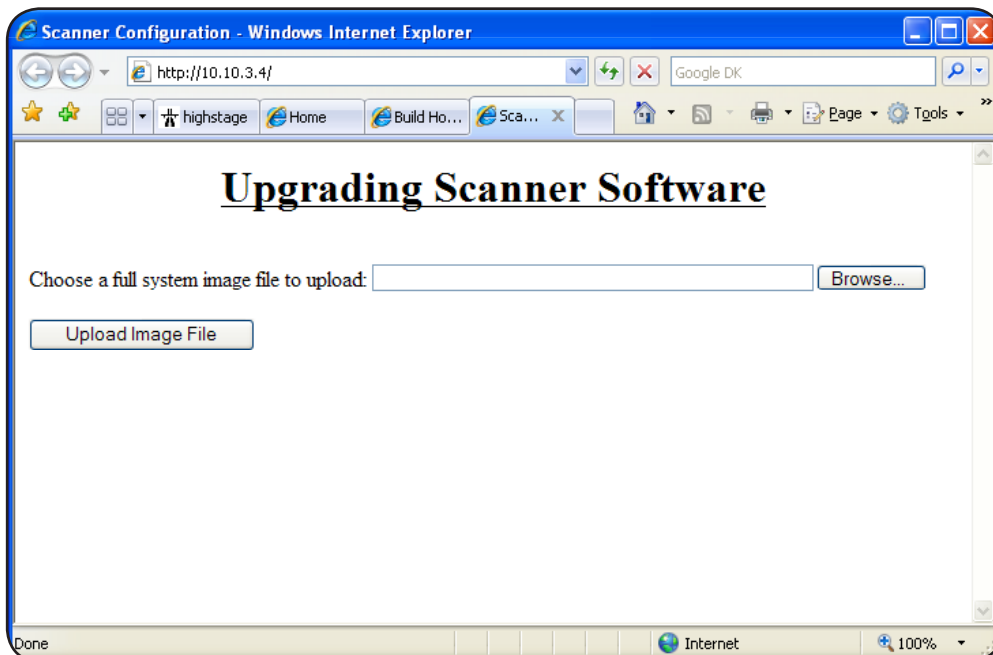 Scanner Configuration - Windows Internet Explorer
http://10.10.3.4/
Google DK
highstage
Home
Build Ho...
Sca...
Page
Tools
»
Upgrading Scanner Software
Choose a full system image file to upload:
Browse...
Upload Image File
Done
Internet
100%